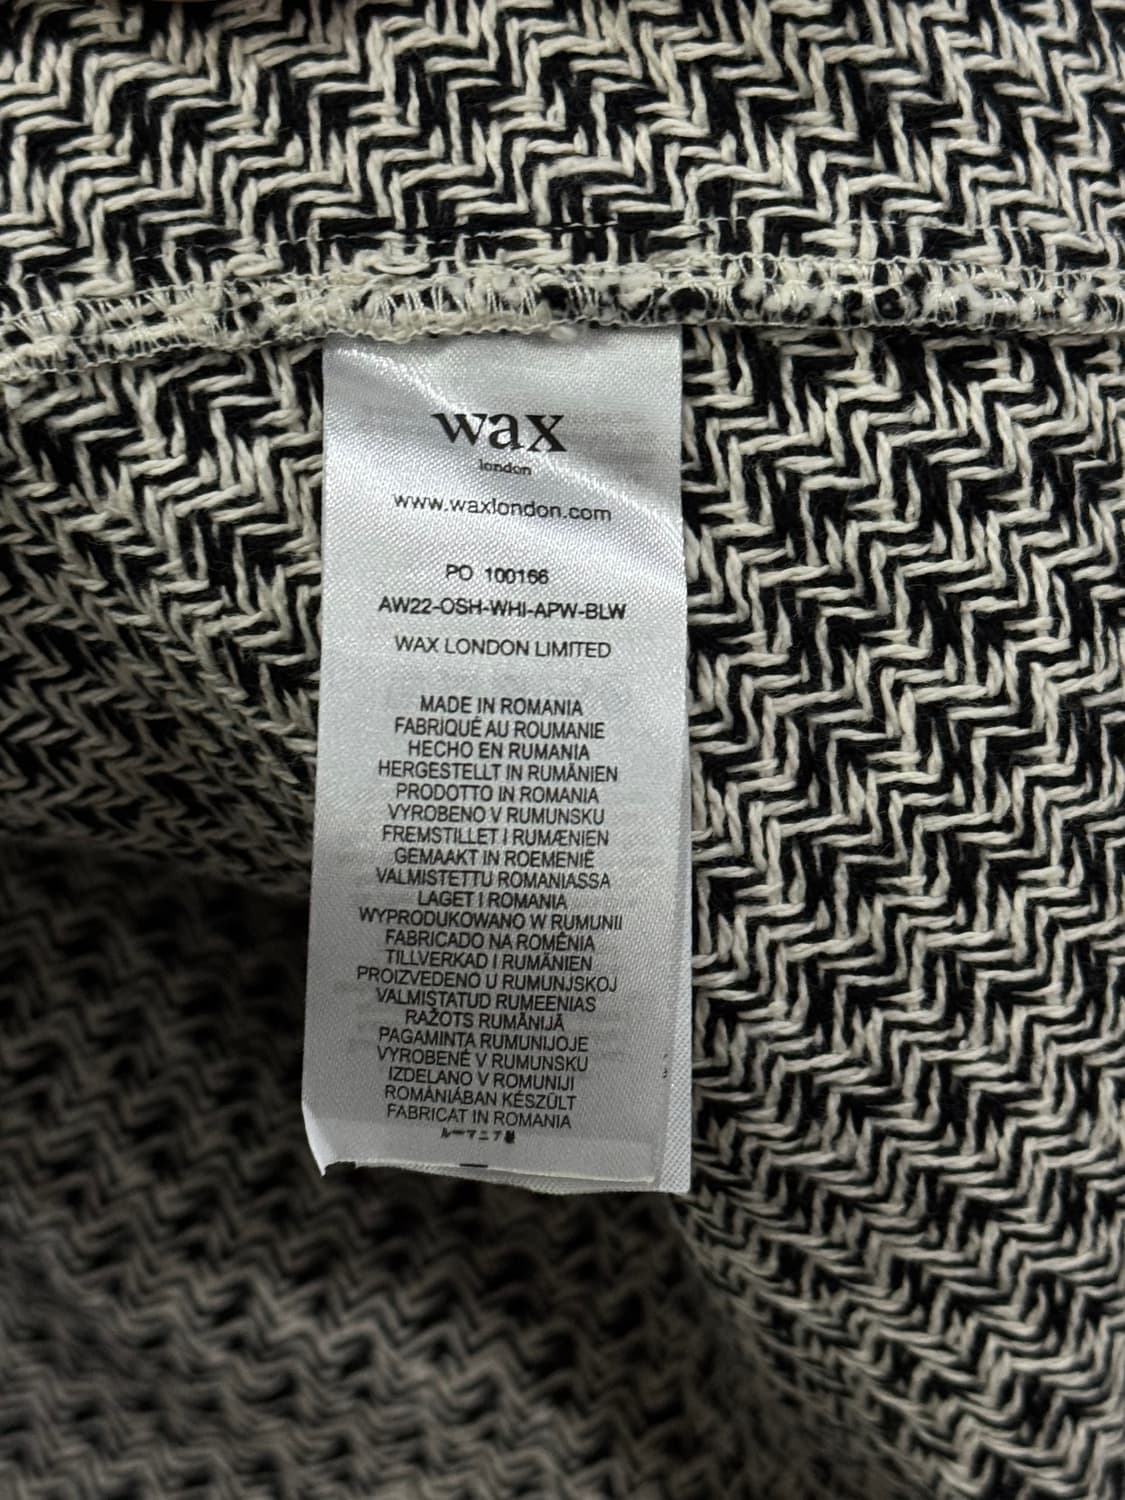 wax
london
www.waxlondon.com
PO 100166
AW22-OSH-WHI-APW-BLW
WAX LONDON LIMITED
MADE IN ROMANIA
FABRIQUÉ AU ROUMANIE
HECHO EN RUMANIA
HERGESTELLT IN RUMÄNIEN
PRODOTTO IN ROMANIA
VYROBENO V RUMUNSKU
FREMSTILLET I RUMÆNIEN
GEMAAKT IN ROEMENIË
VALMISTETTU ROMANIASSA
LAGET I ROMANIA
WYPRODUKOWANO W RUMUNII
FABRICADO NA ROMÊNIA
TILLVERKAD I RUMÄNIEN
PROIZVEDENO U RUMUNJSKOJ
VALMISTATUD RUMEENIAS
RAŽOTS RUMĀNIJĀ
PAGAMINTA RUMUNIJOJE
VYROBENÉ V RUMUNSKU
IZDELANO V ROMUNIJI
ROMÁNIÁBAN KÉSZÜLT
FABRICAT IN ROMANIA
ルーマニア製